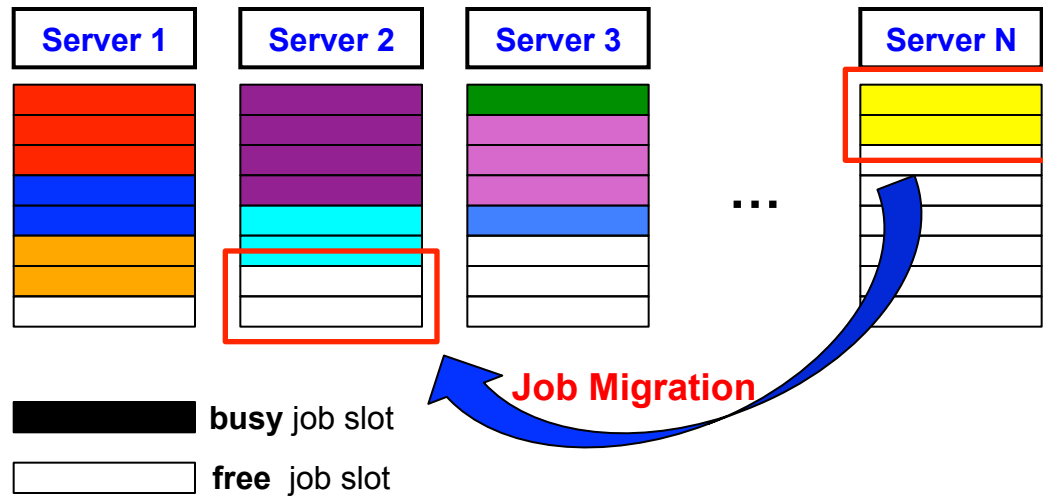 Server 1
Server 2
Server 3
Server N
...
Job Migration
busy job slot
free job slot